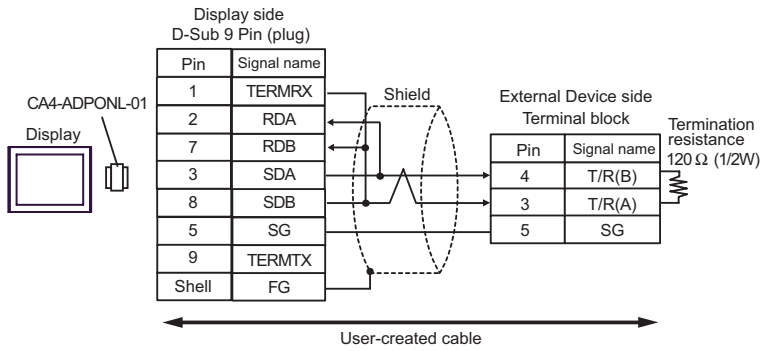 Display side
D-Sub 9 Pin (plug)
Pin Signal name
1 TERMRX
2 RDA
7 RDB
3 SDA
8 SDB
5 SG
9 TERMTX
Shell FG
CA4-ADPONL-01
Display
Shield
External Device side
Terminal block
Pin Signal name
4 T/R(B)
3 T/R(A)
5 SG
Termination
resistance
120 Ω (1/2W)
User-created cable